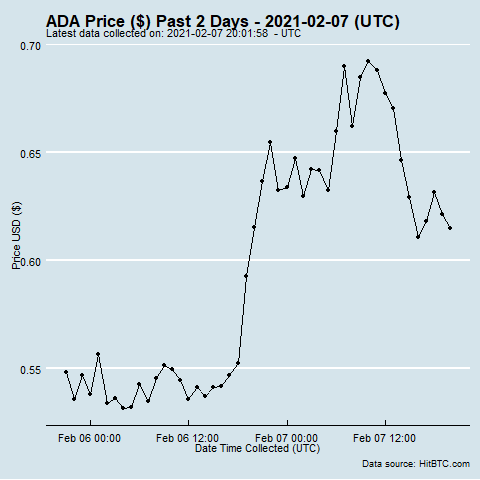 ADA Price ($) Past 2 Days - 2021-02-07 (UTC)
Latest data collected on: 2021-02-07 20:01:58 - UTC
0.70
0.65
0.60
0.55
Price USD ($)
Feb 06 00:00 Feb 06 12:00 Feb 07 00:00 Feb 07 12:00
Date Time Collected (UTC)
Data source: HitBTC.com